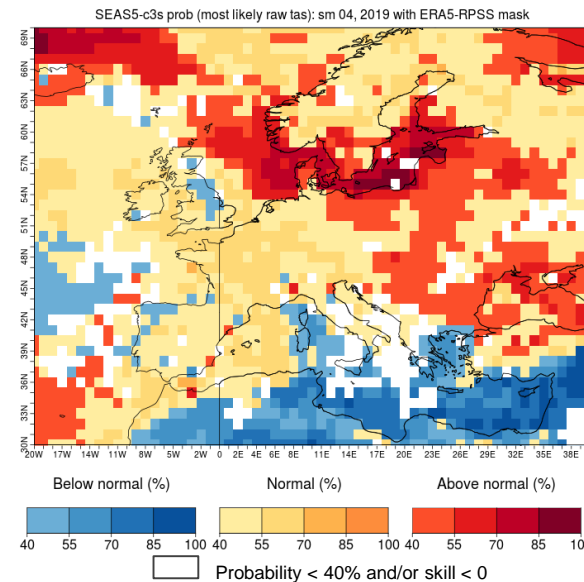 SEAS5-c3s prob (most likely raw tas): sm 04, 2019 with ERA5-RPSS mask
69N
66N
63N
60N
57N
54N
51N
48N
45N
42N
39N
36N
33N
30N
20W 17W 14W 11W 8W 5W 2W 0 2E 4E 6E 8E 11E 14E 17E 20E 23E 26E 29E 32E 35E 38E
Below normal (%) Normal (%) Above normal (%)
40 55 70 85 100 40 55 70 85 100 40 55 70 85 10
Probability < 40% and/or skill < 0